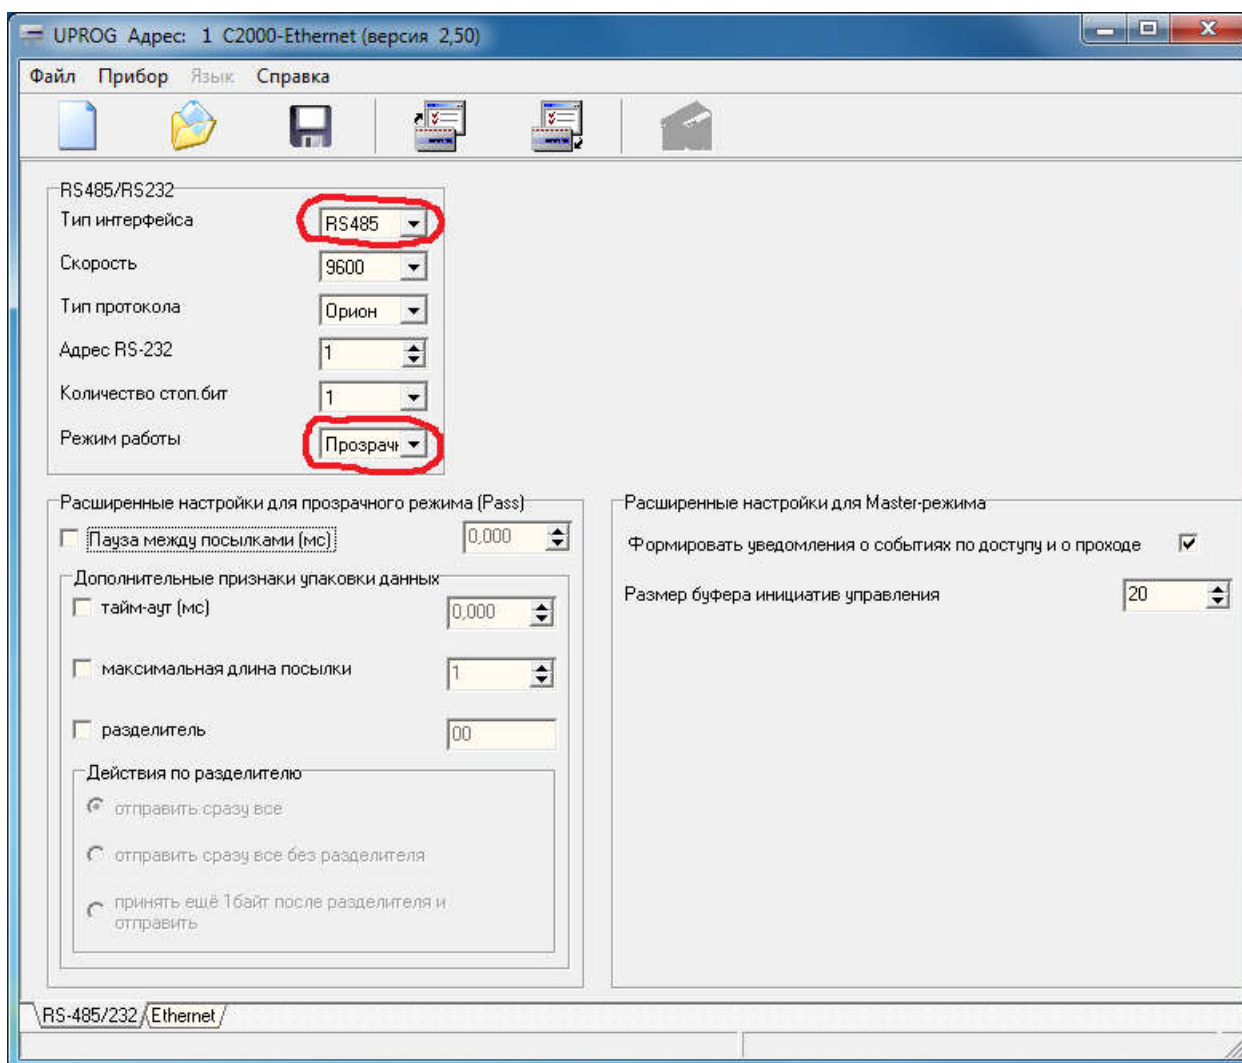 UPROG Адрес: 1 C2000-Ethernet (версия 2,50)
Файл Прибор Язык Справка
RS485/RS232
Тип интерфейса RS485
Скорость 9600
Тип протокола Орион
Адрес RS-232 1
Количество стоп.бит 1
Режим работы Прозрачн
Расширенные настройки для прозрачного режима (Pass)
Пауза между посылками (мс) 0,000
Дополнительные признаки упаковки данных
тайм-аут (мс) 0,000
максимальная длина посылки 1
разделитель 00
Действия по разделителю
отправить сразу все
отправить сразу все без разделителя
принять ещё 1байт после разделителя и
отправить
Расширенные настройки для Master-режима
Формировать уведомления о событиях по доступу и о проходе
Размер буфера инициатив управления 20
RS-485/232 Ethernet